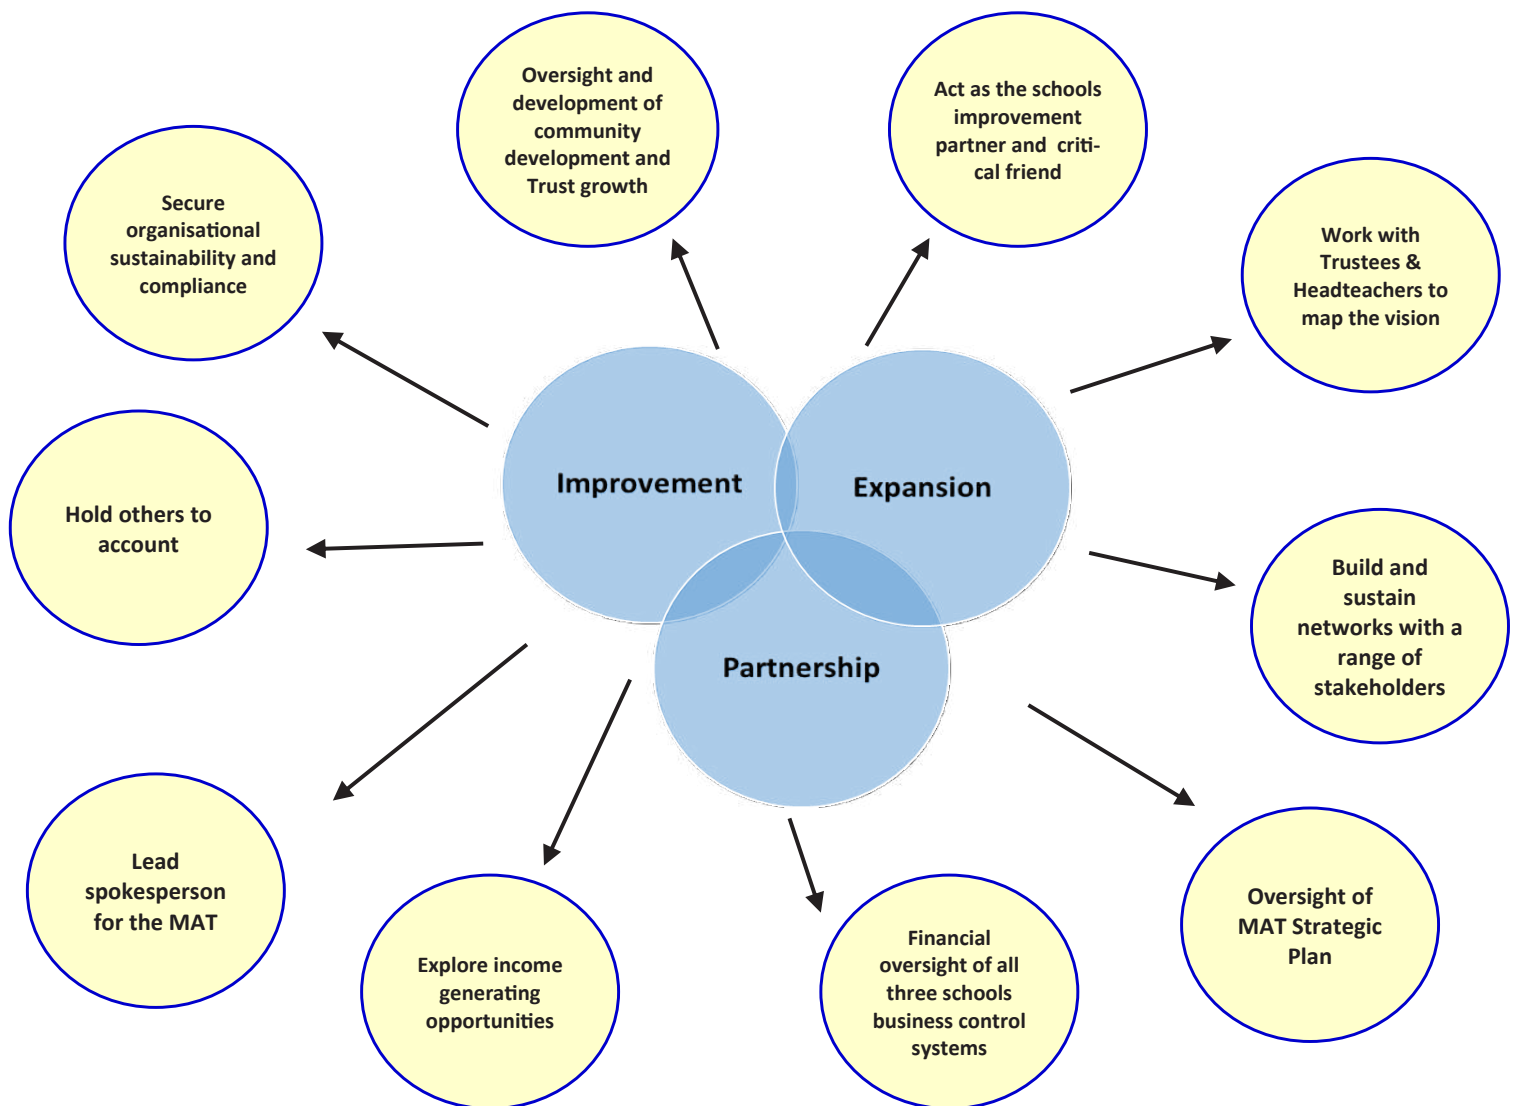 Oversight and
development of
community
development and
Trust growth
Act as the schools
improvement
partner and  criti-
cal friend
Secure
organisational
sustainability and
compliance
Work with
Trustees &
Headteachers to
map the vision
Improvement
Expansion
Partnership
Hold others to
account
Build and
sustain
networks with a
range of
stakeholders
Lead
spokesperson
for the MAT
Explore income
generating
opportunities
Financial
oversight of all
three schools
business control
systems
Oversight of
MAT Strategic
Plan